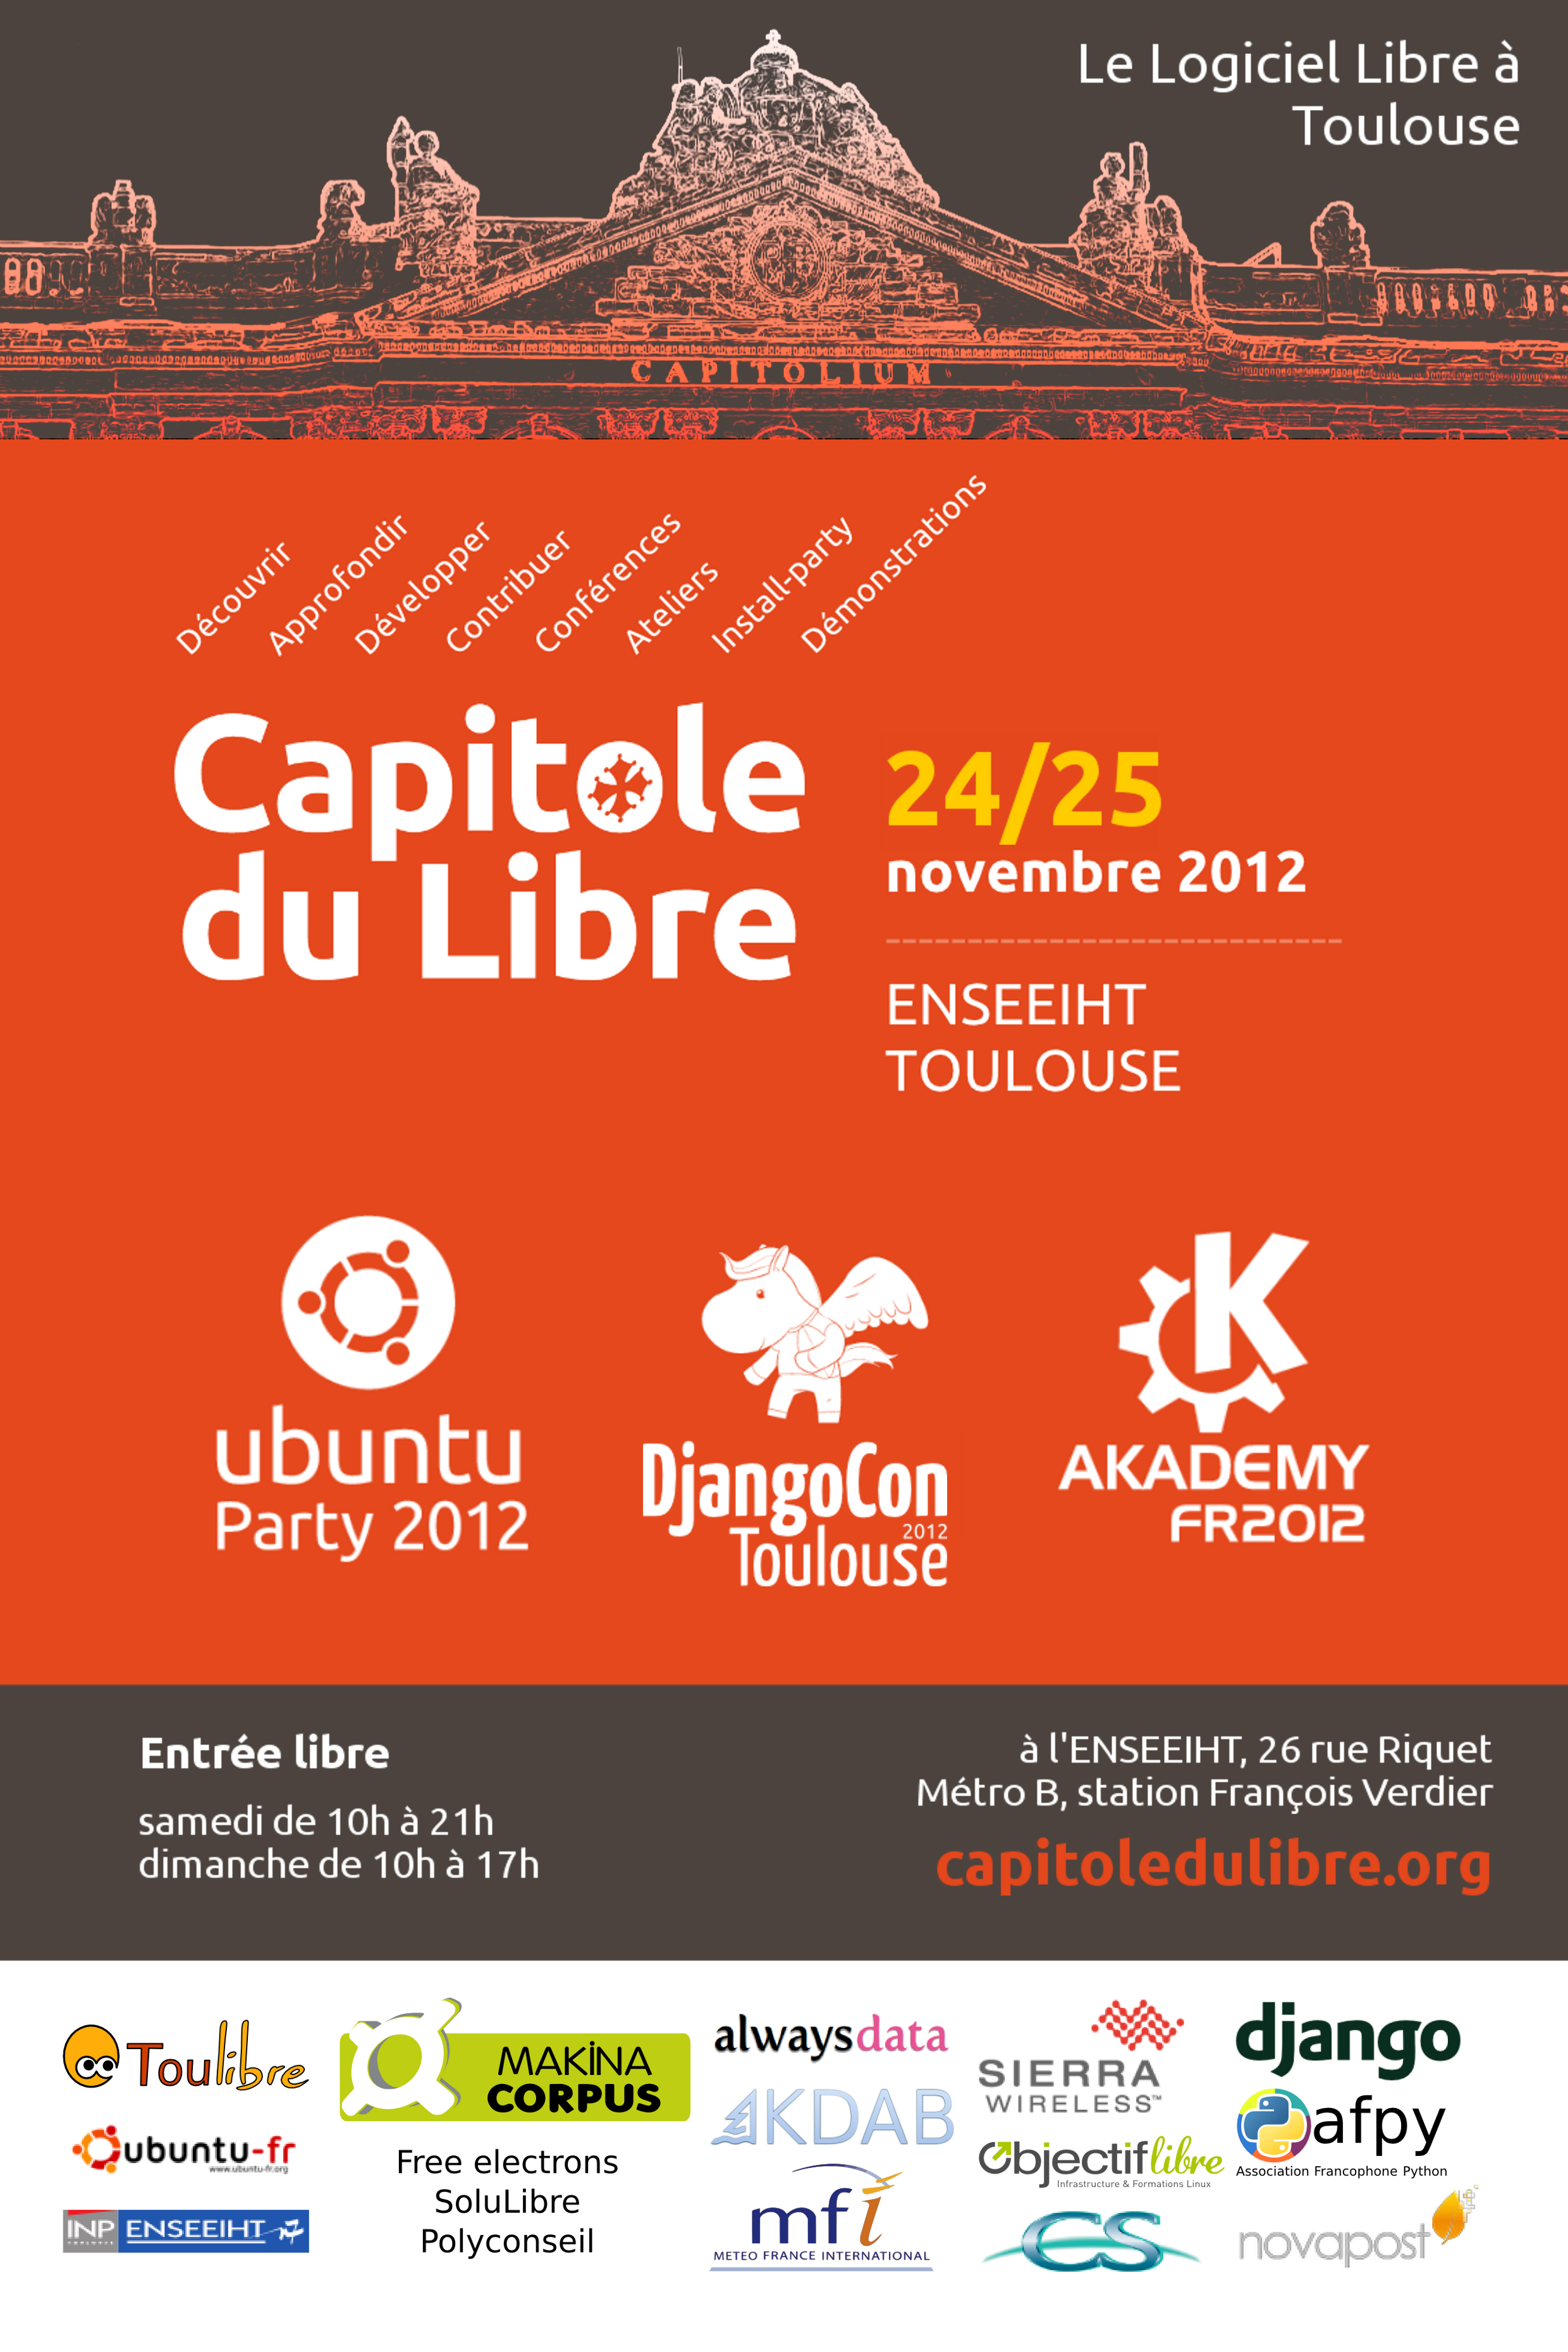 Le Logiciel Libre à
Toulouse
CAPITOLIUM
Découvrir
Approfondir
Développer
Contribuer
Conférences
Ateliers
Install-party
Démonstrations
Capitole
du Libre
24/25
novembre 2012
ENSEEIHT
TOULOUSE
ubuntu
Party 2012
DjangoCon
2012
Toulouse
K
AKADEMY
FR2012
Entrée libre
samedi de 10h à 21h
dimanche de 10h à 17h
à l'ENSEEIHT, 26 rue Riquet
Métro B, station François Verdier
capitoledulibre.org
Toulibre
ubuntu-fr
www.ubuntu-fr.org
INP ENSEEIHT
TOULOUSE
MAKINA
CORPUS
Free electrons
SoluLibre
Polyconseil
alwaysdata
KDAB
mfi
METEO FRANCE INTERNATIONAL
SIERRA
WIRELESS™
Objectif libre
Infrastructure & Formations Linux
CS
django
afpy
Association Francophone Python
novapost